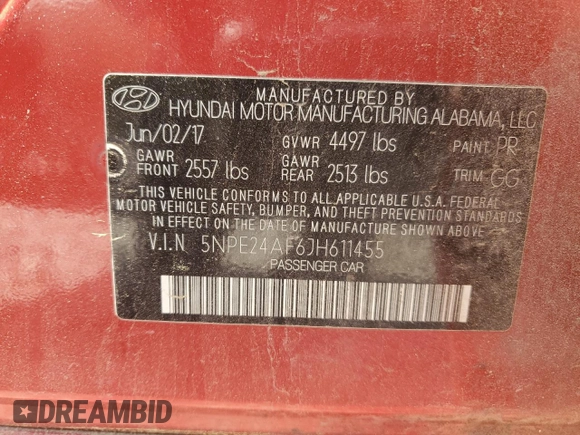 MANUFACTURED BY
HYUNDAI MOTOR MANUFACTURING ALABAMA, LLC
Jun/02/17 GVWR 4497 lbs PAINT PR
GAWR FRONT 2557 lbs GAWR REAR 2513 lbs TRIM GG
THIS VEHICLE CONFORMS TO ALL APPLICABLE U.S.A. FEDERAL
MOTOR VEHICLE SAFETY, BUMPER, AND THEFT PREVENTION STANDARDS
IN EFFECT ON THE DATE OF MANUFACTURE SHOWN ABOVE.
V.I.N 5NPE24AF6JH611455
PASSENGER CAR
DREAMBID